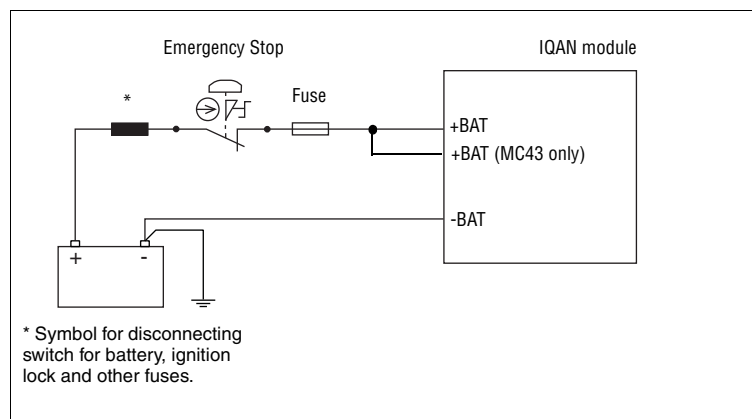 Emergency Stop
IQAN module
*
Fuse
+BAT
+BAT (MC43 only)
-BAT
+ -
* Symbol for disconnecting
switch for battery, ignition
lock and other fuses.